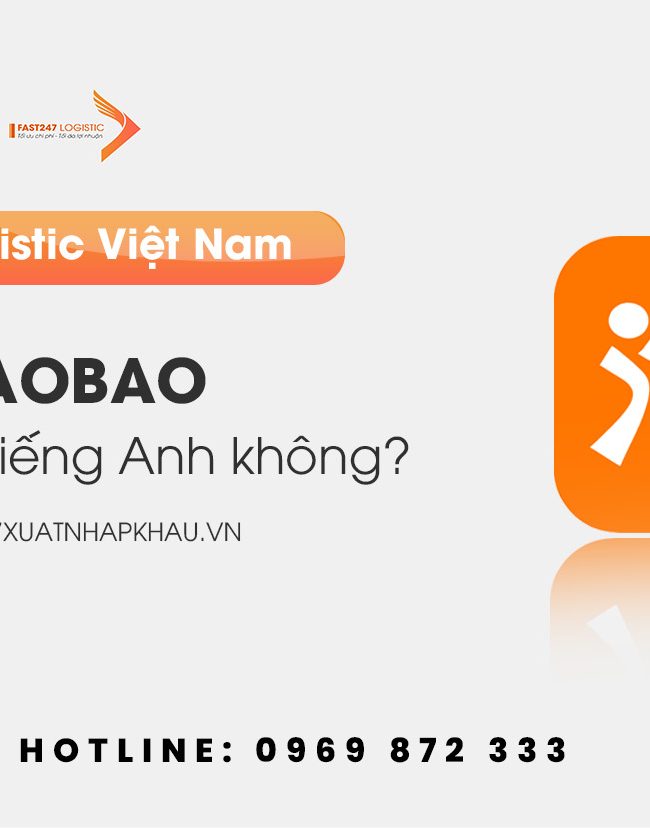 FAST247 LOGISTIC
Tối ưu chi phí - Tối đa lợi nhuận
istic Việt Nam
AOBAO
iếng Anh không?
/XUATNHAPKHAU.VN
HOTLINE: 0969 872 333